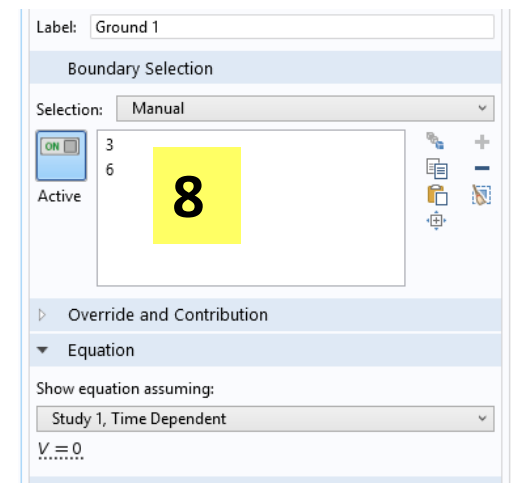 Label: Ground 1
Boundary Selection
Selection: Manual
ON
Active
3
6
8
Override and Contribution
Equation
Show equation assuming:
Study 1, Time Dependent
V = 0